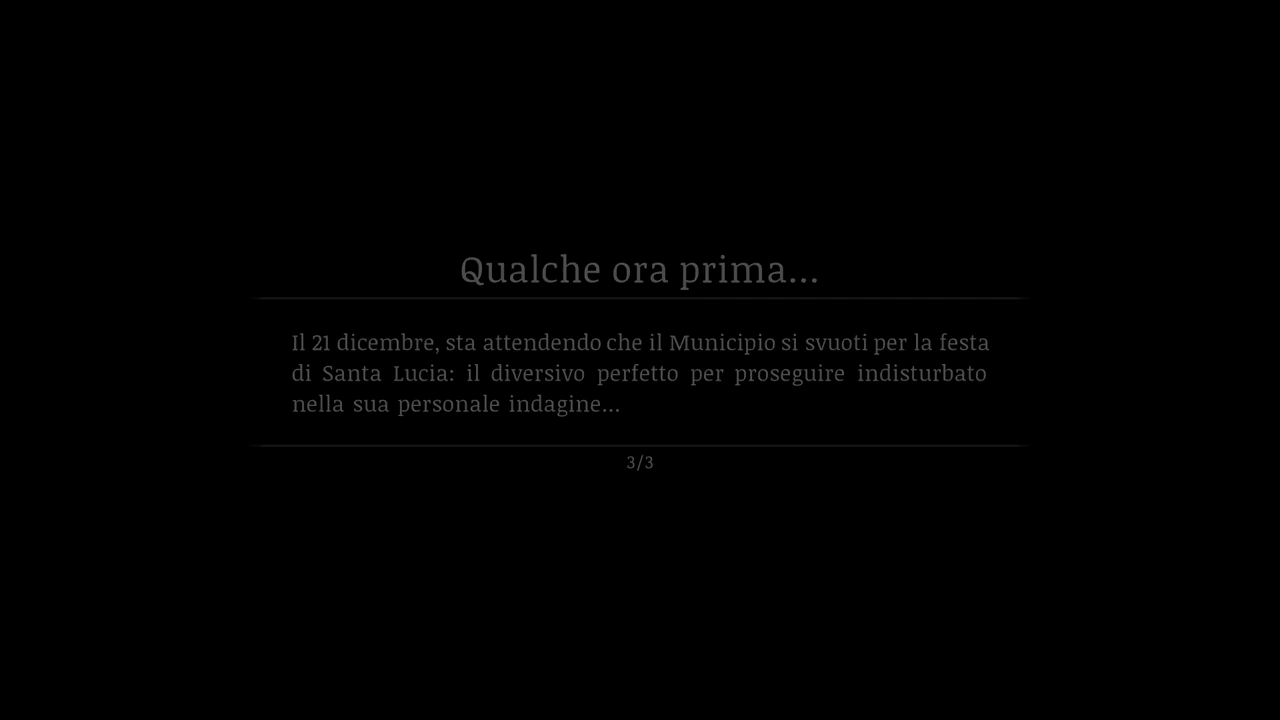 Qualche ora prima...
Il 21 dicembre, sta attendendo che il Municipio si svuoti per la festa
di Santa Lucia: il diversivo perfetto per proseguire indisturbato
nella sua personale indagine...
3/3